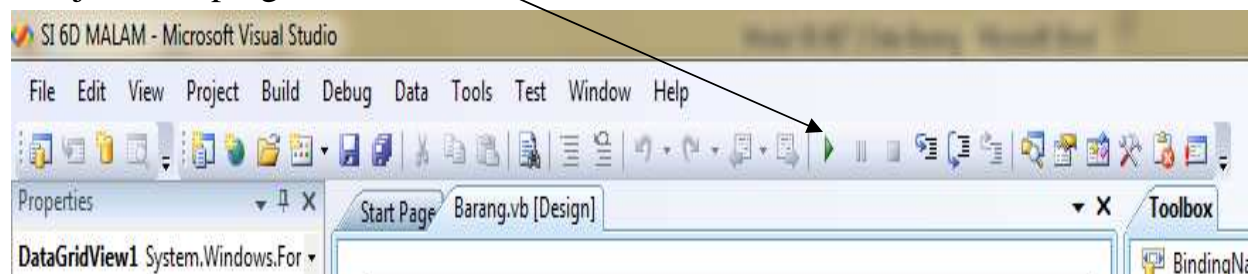 SI 6D MALAM - Microsoft Visual Studio
File Edit View Project Build Debug Data Tools Test Window Help
Properties
Start Page Barang.vb [Design]
Toolbox
DataGridView1 System.Windows.For
BindingNa